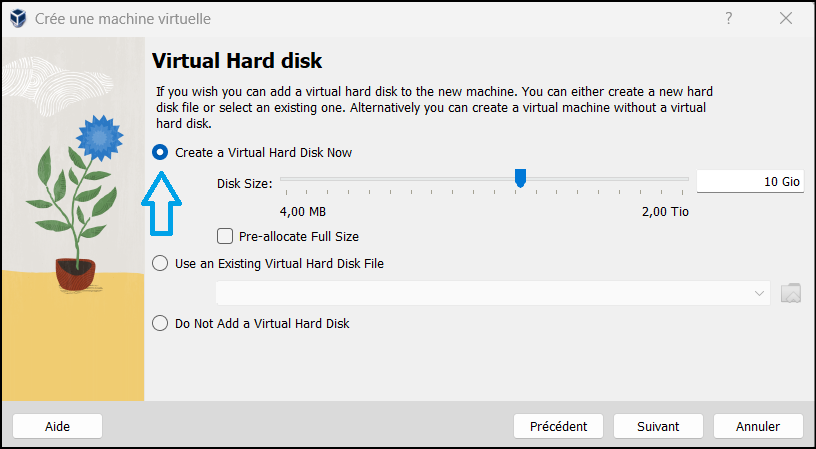 Crée une machine virtuelle
?
Virtual Hard disk
If you wish you can add a virtual hard disk to the new machine. You can either create a new hard
disk file or select an existing one. Alternatively you can create a virtual machine without a virtual
hard disk.
Create a Virtual Hard Disk Now
Disk Size:
10 Gio
4,00 MB
2,00 Tio
Pre-allocate Full Size
Use an Existing Virtual Hard Disk File
Do Not Add a Virtual Hard Disk
Aide
Précédent
Suivant
Annuler